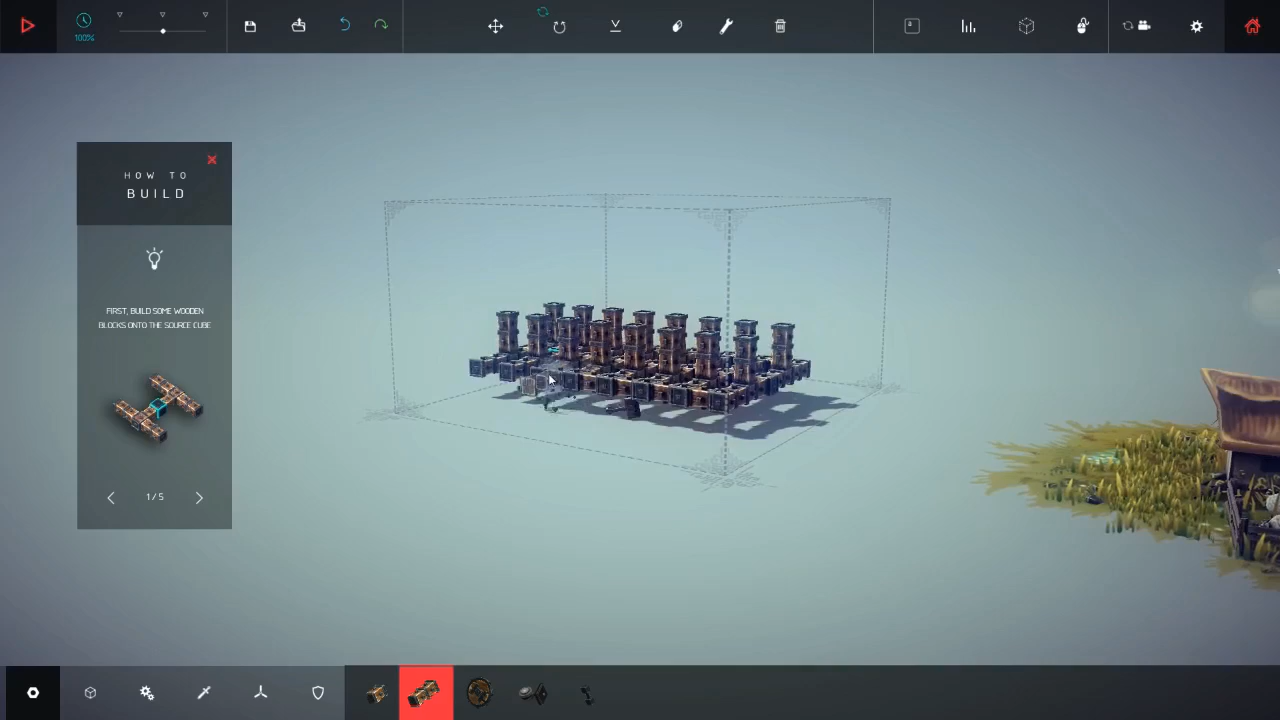 100%
HOW TO
BUILD
FIRST, BUILD SOME WOODEN
BLOCKS ONTO THE SOURCE CUBE
1/5